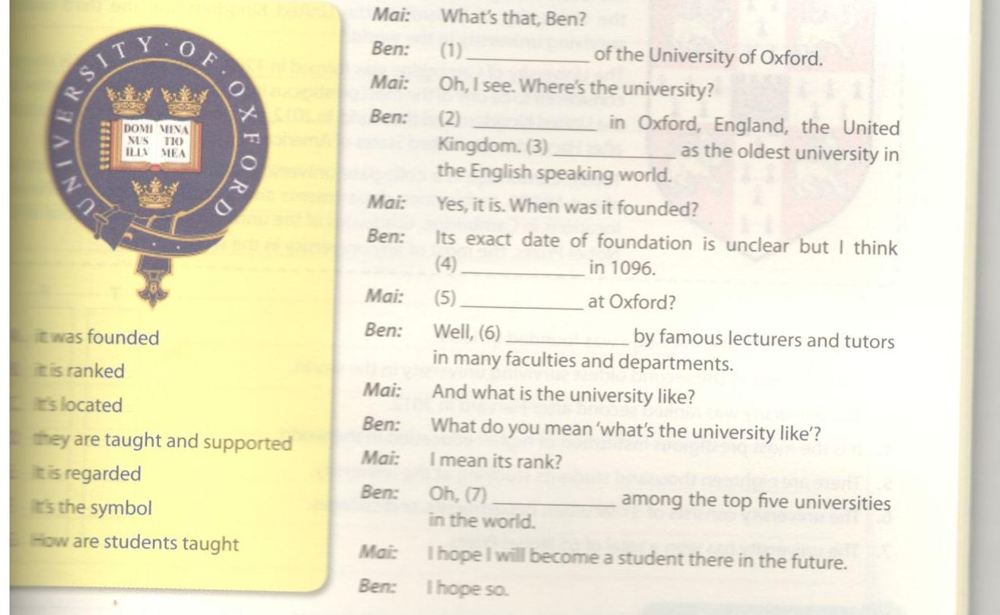 UNIVERSITY · OF · OXFORD
DOMI MINA
NUS TIO
ILLV MEA
it was founded
it is ranked
It's located
they are taught and supported
It is regarded
It's the symbol
How are students taught
Mai: What's that, Ben?
Ben: (1) ____________ of the University of Oxford.
Mai: Oh, I see. Where's the university?
Ben: (2) ____________ in Oxford, England, the United
Kingdom. (3) ____________ as the oldest university in
the English speaking world.
Mai: Yes, it is. When was it founded?
Ben: Its exact date of foundation is unclear but I think
(4) ____________ in 1096.
Mai: (5) ____________ at Oxford?
Ben: Well, (6) ____________ by famous lecturers and tutors
in many faculties and departments.
Mai: And what is the university like?
Ben: What do you mean 'what's the university like'?
Mai: I mean its rank?
Ben: Oh, (7) ____________ among the top five universities
in the world.
Mai: I hope I will become a student there in the future.
Ben: I hope so.